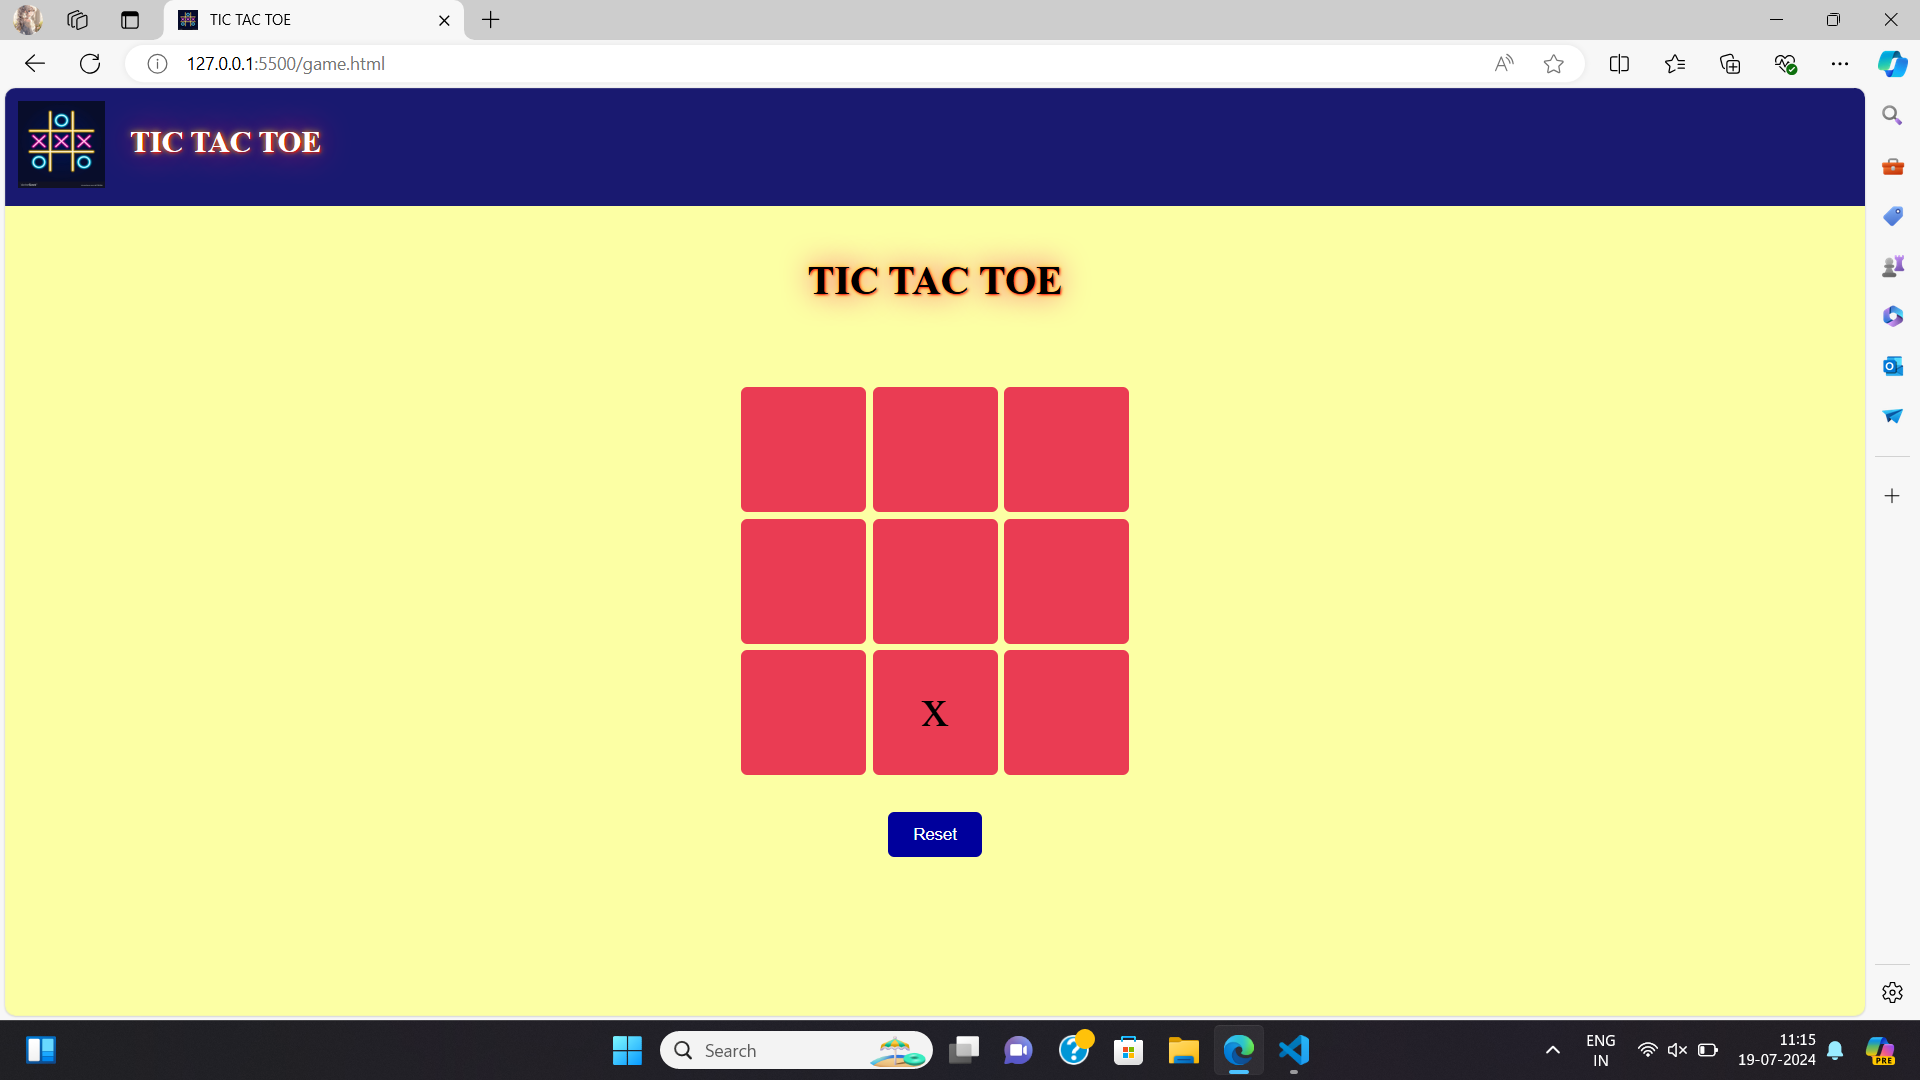 TIC TAC TOE
127.0.0.1:5500/game.html
TIC TAC TOE
TIC TAC TOE
X
Reset
Search
ENG
IN
11:15
19-07-2024
PRE